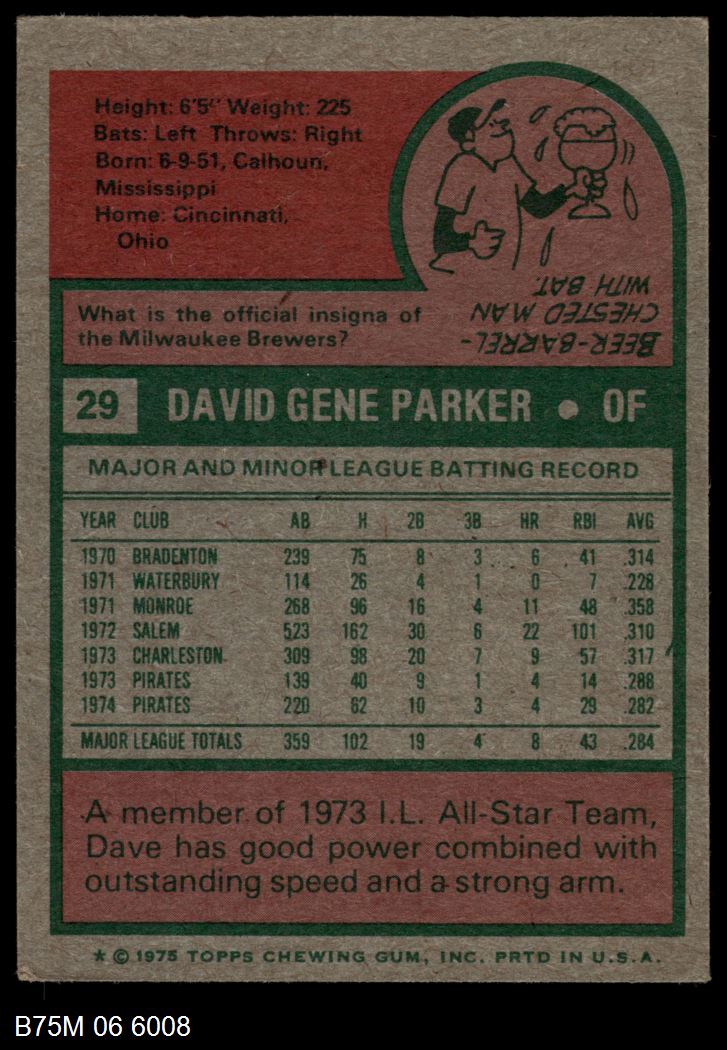 Height: 6'5" Weight: 225
Bats: Left Throws: Right
Born: 6-9-51, Calhoun,
Mississippi
Home: Cincinnati,
Ohio
What is the official insigna of
the Milwaukee Brewers?
BEER-BARREL-
CHESTED MAN
WITH BAT
29 DAVID GENE PARKER • OF
MAJOR AND MINOR LEAGUE BATTING RECORD
YEAR CLUB AB H 2B 3B HR RBI AVG
1970 BRADENTON 239 75 8 3 6 41 .314
1971 WATERBURY 114 26 4 1 0 7 .228
1971 MONROE 268 96 16 4 11 48 .358
1972 SALEM 523 162 30 6 22 101 .310
1973 CHARLESTON 309 98 20 7 9 57 .317
1973 PIRATES 139 40 9 1 4 14 .288
1974 PIRATES 220 62 10 3 4 29 .282
MAJOR LEAGUE TOTALS 359 102 19 4 8 43 .284
A member of 1973 I.L. All-Star Team,
Dave has good power combined with
outstanding speed and a strong arm.
* © 1975 TOPPS CHEWING GUM, INC. PRTD IN U.S.A.
B75M 06 6008